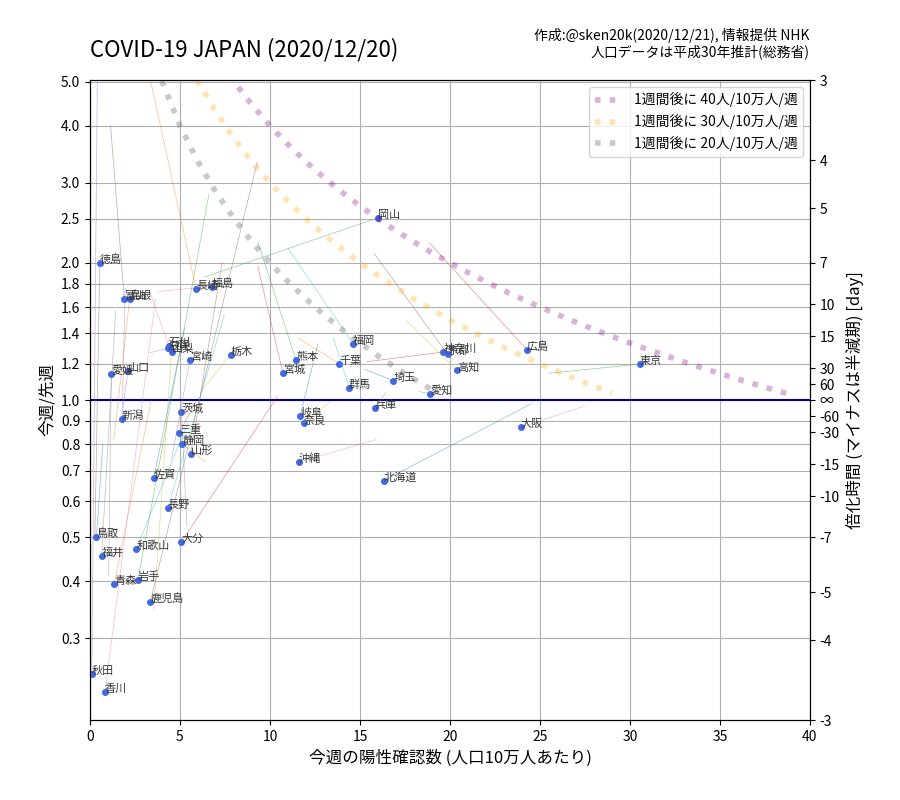 COVID-19 JAPAN (2020/12/20)
作成:@sken20k(2020/12/21), 情報提供 NHK
人口データは平成30年推計(総務省)
1週間後に 40人/10万人/週
1週間後に 30人/10万人/週
1週間後に 20人/10万人/週
5.0
4.0
3.0
2.5
2.0
1.8
1.6
1.4
1.2
1.0
0.9
0.8
0.7
0.6
0.5
0.4
0.3
今週/先週
岡山
徳島
長崎
福島
福岡
広島
東京
栃木
宮崎
熊本
千葉
高知
宮城
埼玉
群馬
愛知
愛媛
山口
兵庫
茨城
新潟
岐阜
奈良
大阪
三重
静岡
山形
沖縄
佐賀
北海道
長野
鳥取
大分
和歌山
福井
青森
岩手
鹿児島
秋田
香川
神奈川
3
4
5
7
10
15
30
60
∞
-60
-30
-15
-10
-7
-5
-4
-3
倍化時間 (マイナスは半減期) [day]
0
5
10
15
20
25
30
35
40
今週の陽性確認数 (人口10万人あたり)